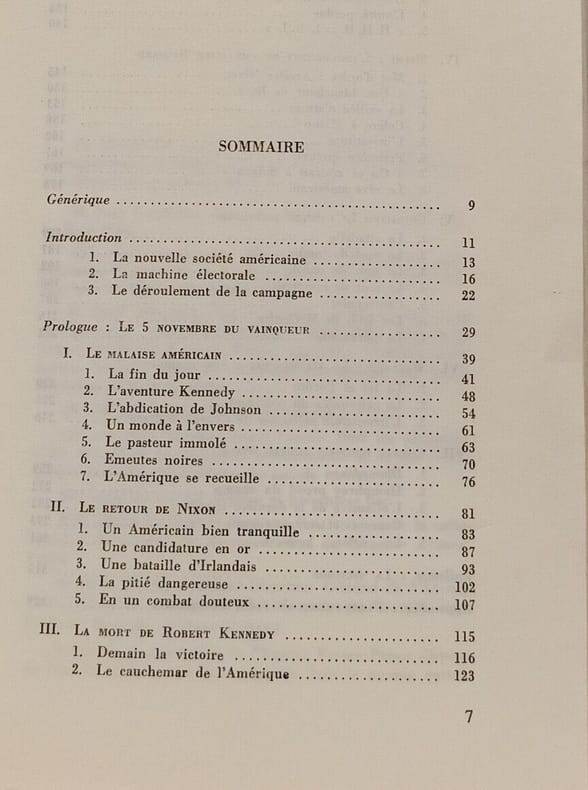 SOMMAIRE
Générique ........................................ 9
Introduction ........................................ 11
1. La nouvelle société américaine ................ 13
2. La machine électorale ........................ 16
3. Le déroulement de la campagne ................ 22
Prologue : LE 5 NOVEMBRE DU VAINQUEUR ................ 29
I. LE MALAISE AMÉRICAIN ........................ 39
1. La fin du jour ........................ 41
2. L'aventure Kennedy ........................ 48
3. L'abdication de Johnson ........................ 54
4. Un monde à l'envers ........................ 61
5. Le pasteur immolé ........................ 63
6. Emeutes noires ........................ 70
7. L'Amérique se recueille ........................ 76
II. LE RETOUR DE NIXON ........................ 81
1. Un Américain bien tranquille ................ 83
2. Une candidature en or ........................ 87
3. Une bataille d'Irlandais ........................ 93
4. La pitié dangereuse ........................ 102
5. En un combat douteux ........................ 107
III. LA MORT DE ROBERT KENNEDY ................ 115
1. Demain la victoire ........................ 116
2. Le cauchemar de l'Amérique ................ 123
7